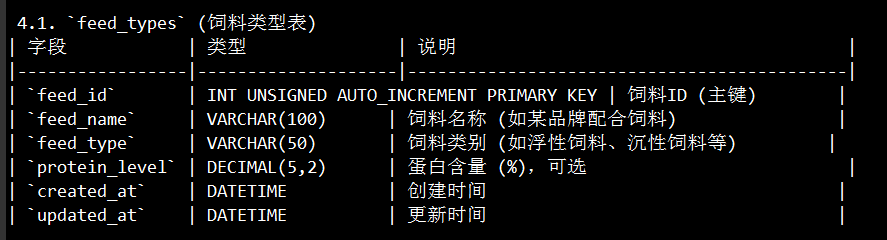 4.1. `feed_types` (饲料类型表)
| 字段            | 类型               | 说明                                      |
|-----------------|--------------------|-------------------------------------------|
| `feed_id`       | INT UNSIGNED AUTO_INCREMENT PRIMARY KEY | 饲料ID (主键)        |
| `feed_name`     | VARCHAR(100)      | 饲料名称 (如某品牌配合饲料)                |
| `feed_type`     | VARCHAR(50)       | 饲料类别 (如浮性饲料、沉性饲料等)         |
| `protein_level` | DECIMAL(5,2)      | 蛋白含量 (%)，可选                          |
| `created_at`    | DATETIME          | 创建时间                                   |
| `updated_at`    | DATETIME          | 更新时间                                   |